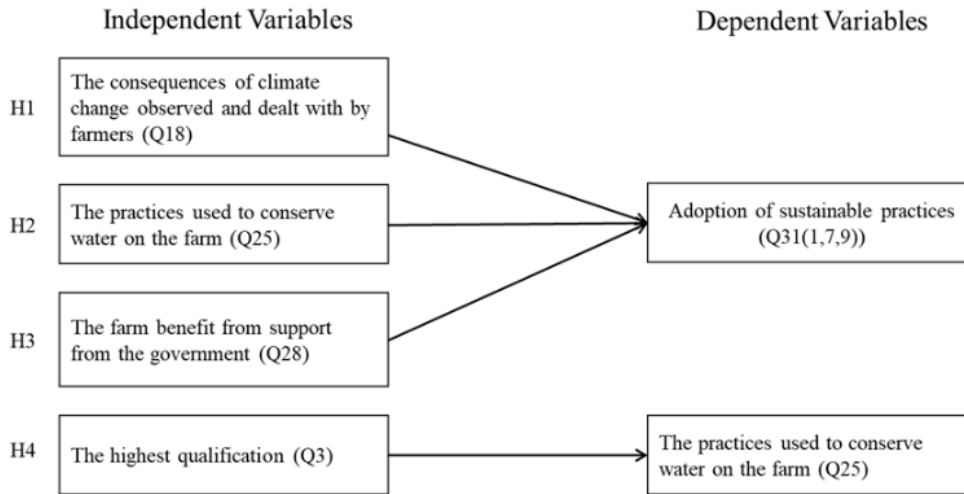 Independent Variables
Dependent Variables
H1
The consequences of climate
change observed and dealt with by
farmers (Q18)
H2
The practices used to conserve
water on the farm (Q25)
Adoption of sustainable practices
(Q31(1,7,9))
H3
The farm benefit from support
from the government (Q28)
H4
The highest qualification (Q3)
The practices used to conserve
water on the farm (Q25)